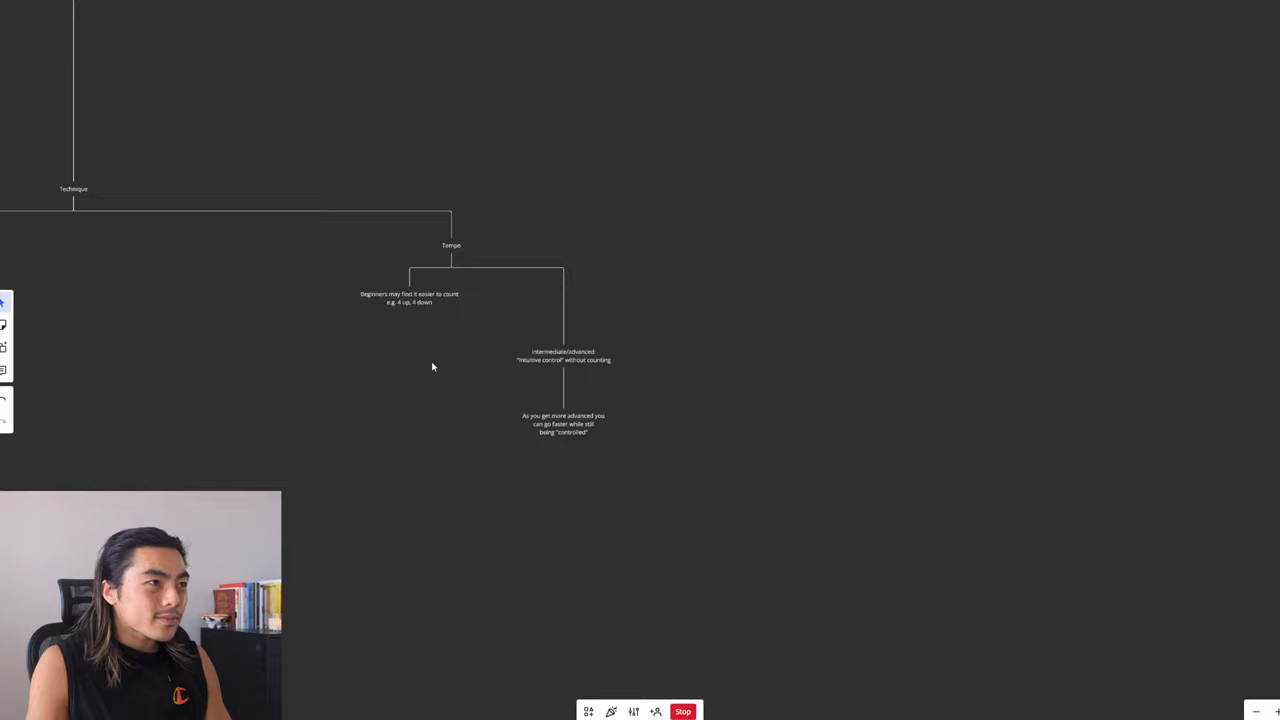 Technique
Tempo
Beginners may find it easier to count
e.g. 4 up, 4 down
Intermediate/advanced:
"Intuitive control" without counting
As you get more advanced you
can go faster while still
being "controlled"
Stop